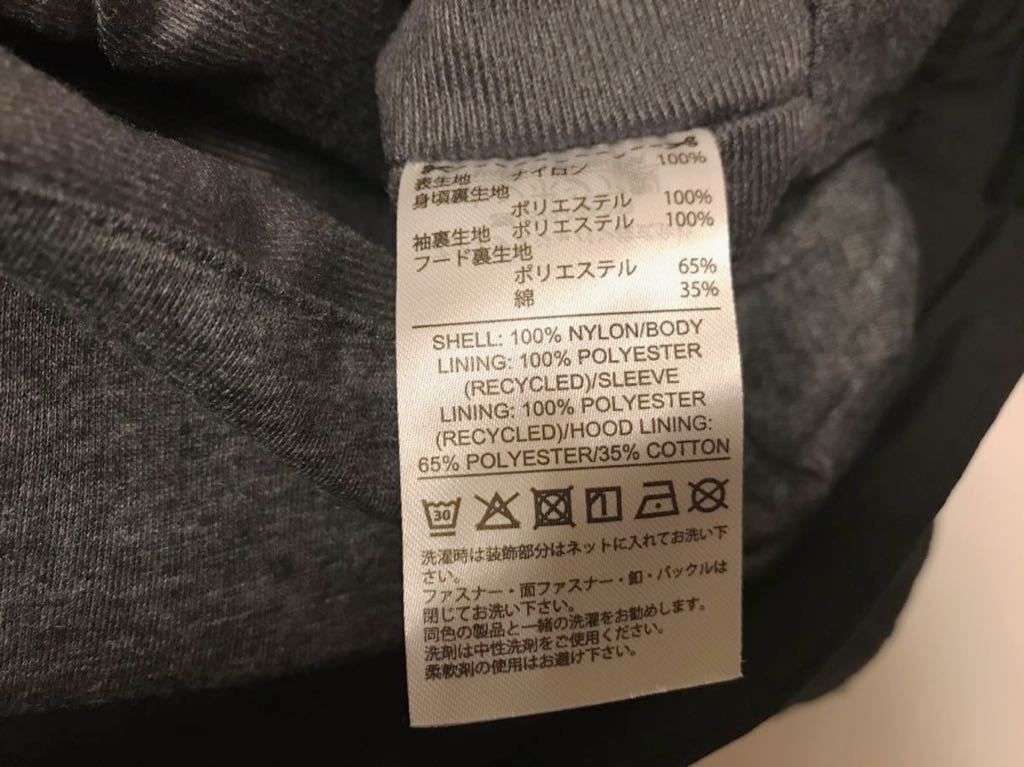 表生地 ナイロン 100%
身頃裏生地
ポリエステル 100%
袖裏生地 ポリエステル 100%
フード裏生地
ポリエステル 65%
綿 35%
SHELL: 100% NYLON/BODY
LINING: 100% POLYESTER
(RECYCLED)/SLEEVE
LINING: 100% POLYESTER
(RECYCLED)/HOOD LINING:
65% POLYESTER/35% COTTON
30
洗濯時は装飾部分はネットに入れてお洗い下
さい。
ファスナー・面ファスナー・釦・バックルは
閉じてお洗い下さい。
同色の製品と一緒の洗濯をお勧めします。
洗剤は中性洗剤をご使用ください。
柔軟剤の使用はお避け下さい。